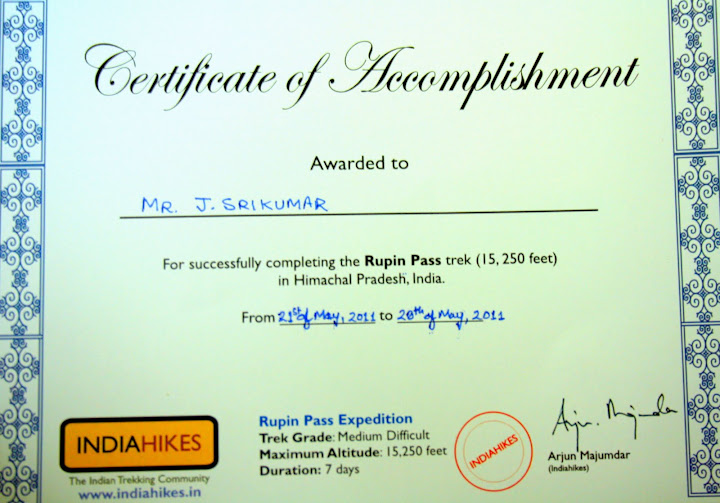 Certificate of Accomplishment
Awarded to
MR. J. SRIKUMAR
For successfully completing the Rupin Pass trek (15, 250 feet)
in Himachal Pradesh, India.
From 21st of May, 2011 to 28th of May, 2011
INDIAHIKES
The Indian Trekking Community
www.indiahikes.in
Rupin Pass Expedition
Trek Grade: Medium Difficult
Maximum Altitude: 15,250 feet
Duration: 7 days
INDIAHIKES
Arjun Majumdar
Arjun Majumdar
(Indiahikes)